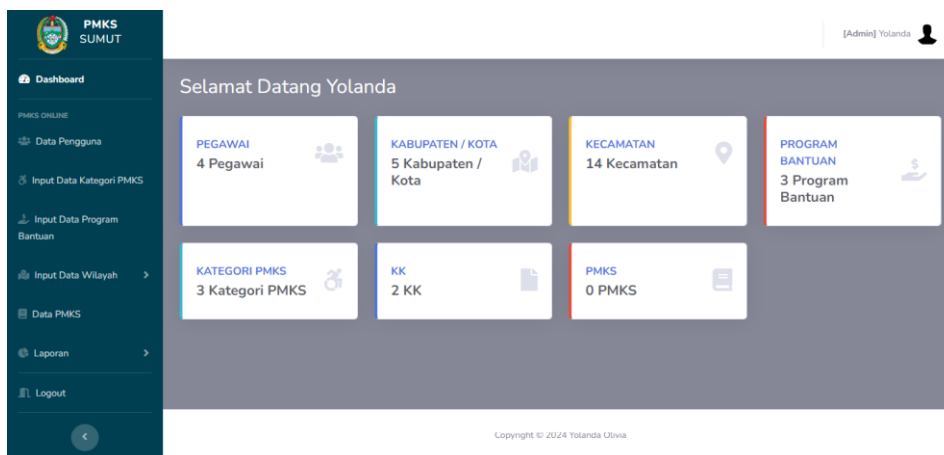 PMKS
SUMUT
[Admin] Yolanda
Dashboard
PMKS ONLINE
Data Pengguna
Input Data Kategori PMKS
Input Data Program
Bantuan
Input Data Wilayah
Data PMKS
Laporan
Logout
Selamat Datang Yolanda
PEGAWAI
4 Pegawai
KABUPATEN / KOTA
5 Kabupaten /
Kota
KECAMATAN
14 Kecamatan
PROGRAM
BANTUAN
3 Program
Bantuan
KATEGORI PMKS
3 Kategori PMKS
KK
2 KK
PMKS
0 PMKS
Copyright © 2024 Yolanda Olivia